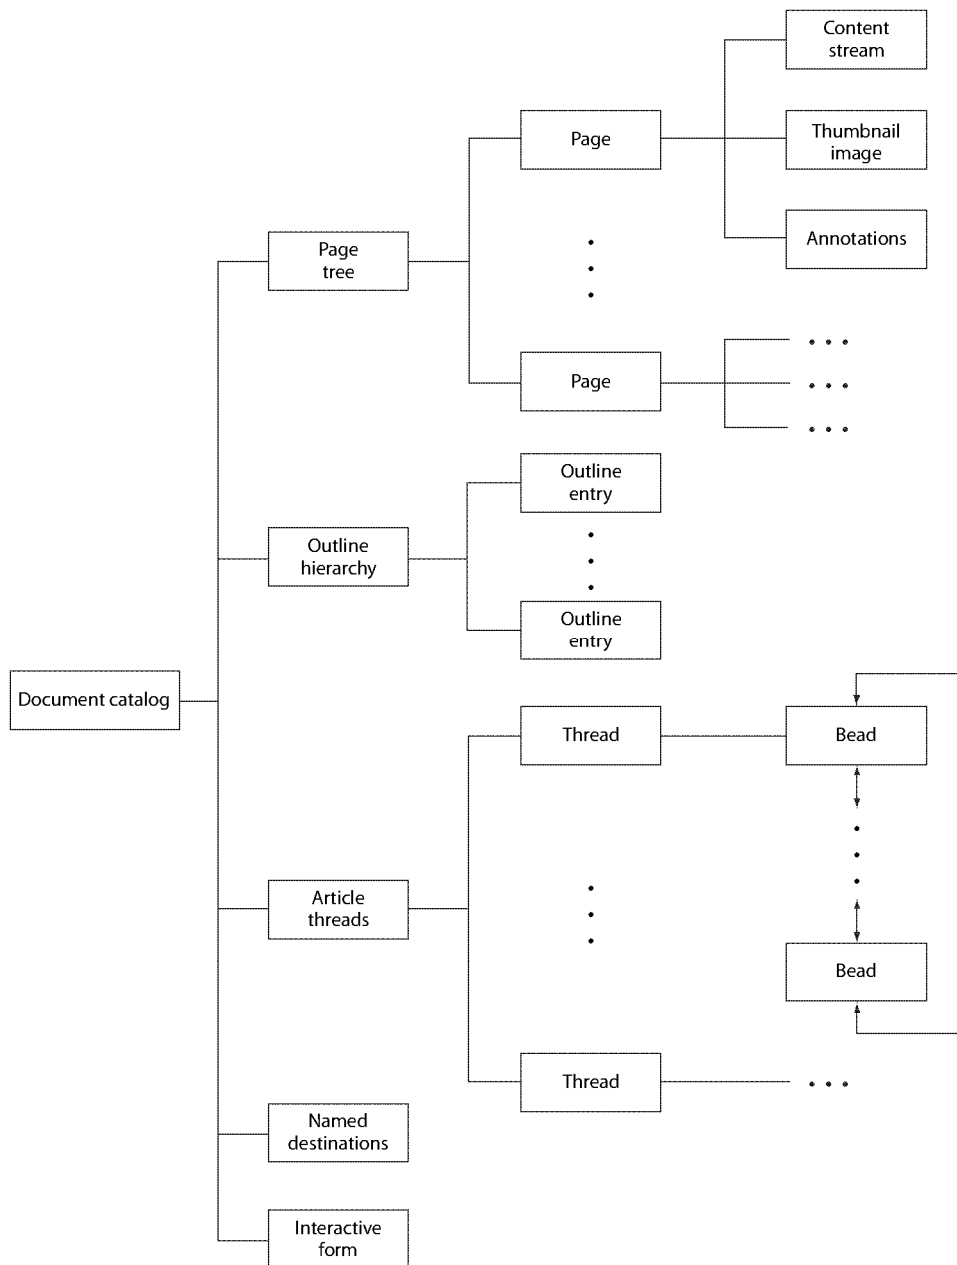 Content
stream
Page
Thumbnail
image
Annotations
Page
tree
Page
Outline
entry
Outline
hierarchy
Outline
entry
Document catalog
Thread
Bead
Article
threads
Bead
Thread
Named
destinations
Interactive
form